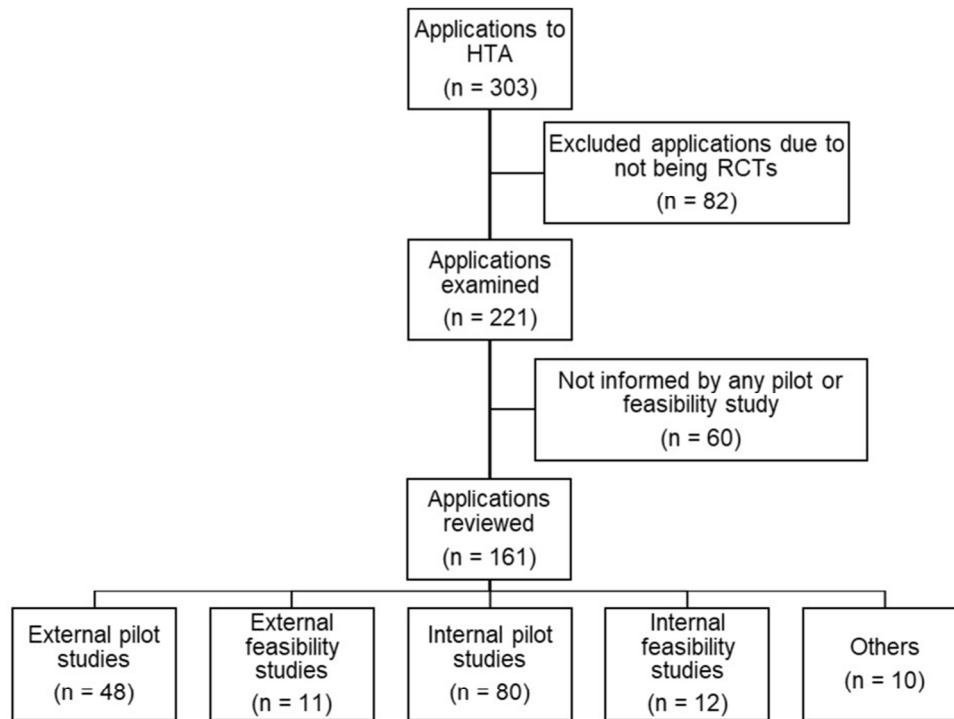 Applications to
HTA
(n = 303)
Excluded applications due to
not being RCTs
(n = 82)
Applications
examined
(n = 221)
Not informed by any pilot or
feasibility study
(n = 60)
Applications
reviewed
(n = 161)
External pilot
studies
(n = 48)
External
feasibility
studies
(n = 11)
Internal pilot
studies
(n = 80)
Internal
feasibility
studies
(n = 12)
Others
(n = 10)